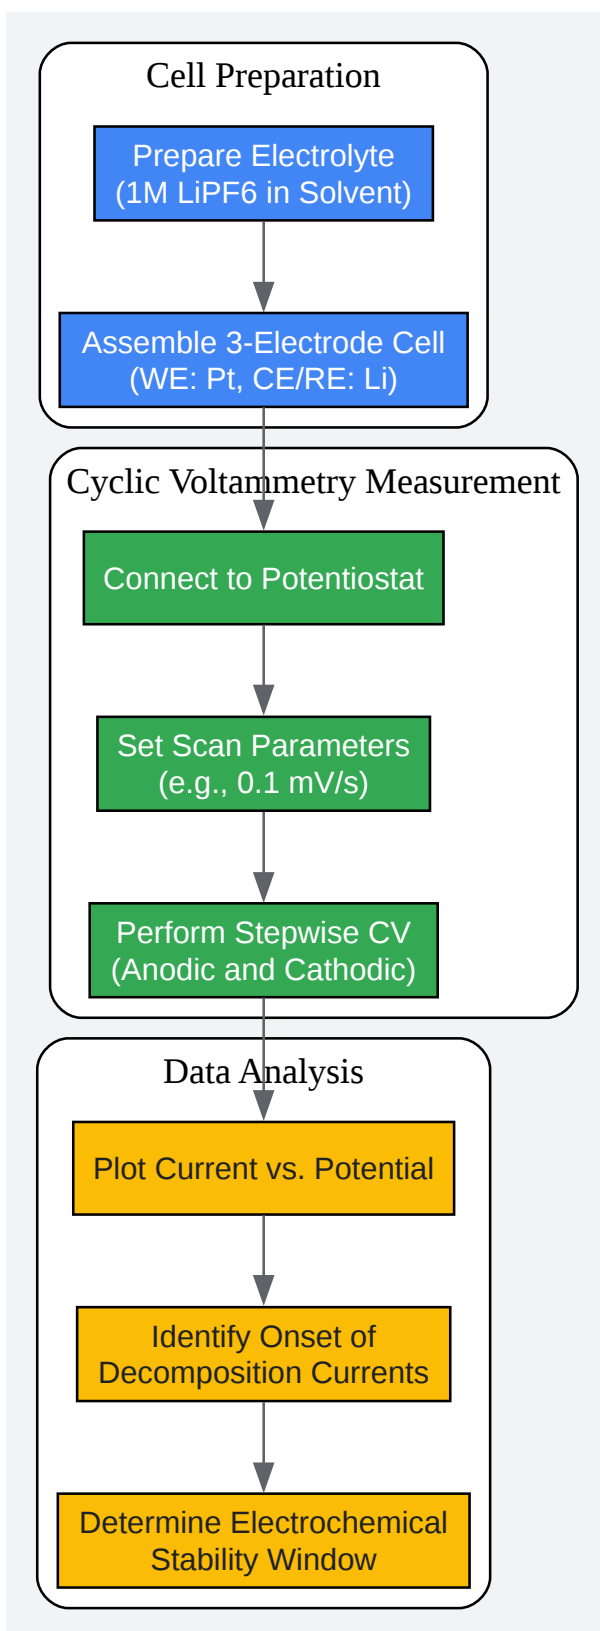 Cell Preparation
Prepare Electrolyte
(1M LiPF6 in Solvent)
Assemble 3-Electrode Cell
(WE: Pt, CE/RE: Li)
Cyclic Voltammetry Measurement
Connect to Potentiostat
Set Scan Parameters
(e.g., 0.1 mV/s)
Perform Stepwise CV
(Anodic and Cathodic)
Data Analysis
Plot Current vs. Potential
Identify Onset of
Decomposition Currents
Determine Electrochemical
Stability Window